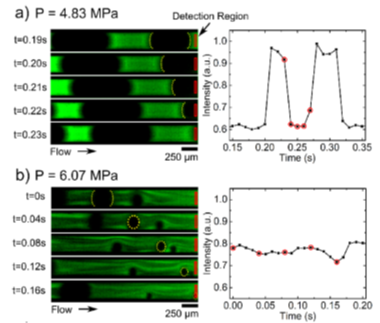 a) P = 4.83 MPa
Detection Region
t=0.19s
t=0.20s
t=0.21s
t=0.22s
t=0.23s
Flow
250 µm
Intensity (a.u.)
1.0
0.9
0.8
0.7
0.6
0.15 0.20 0.25 0.30 0.35
Time (s)
b) P = 6.07 MPa
t=0s
t=0.04s
t=0.08s
t=0.12s
t=0.16s
Flow
250 µm
Intensity (a.u.)
1.0
0.9
0.8
0.7
0.6
0.00 0.05 0.10 0.15 0.20
Time (s)